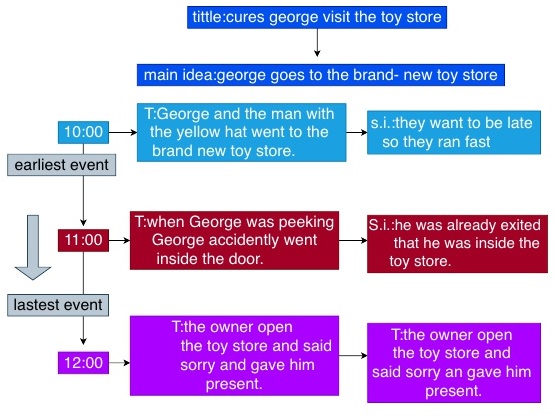 tittle:cures george visit the toy store
main idea:george goes to the brand- new toy store
10:00
T:George and the man with
the yellow hat went to the
brand new toy store.
s.i.:they want to be late
so they ran fast
earliest event
11:00
T:when George was peeking
George accidently went
inside the door.
S.i.:he was already exited
that he was inside the
toy store.
lastest event
12:00
T:the owner open
the toy store and said
sorry and gave him
present.
T:the owner open
the toy store and
said sorry an gave him
present.